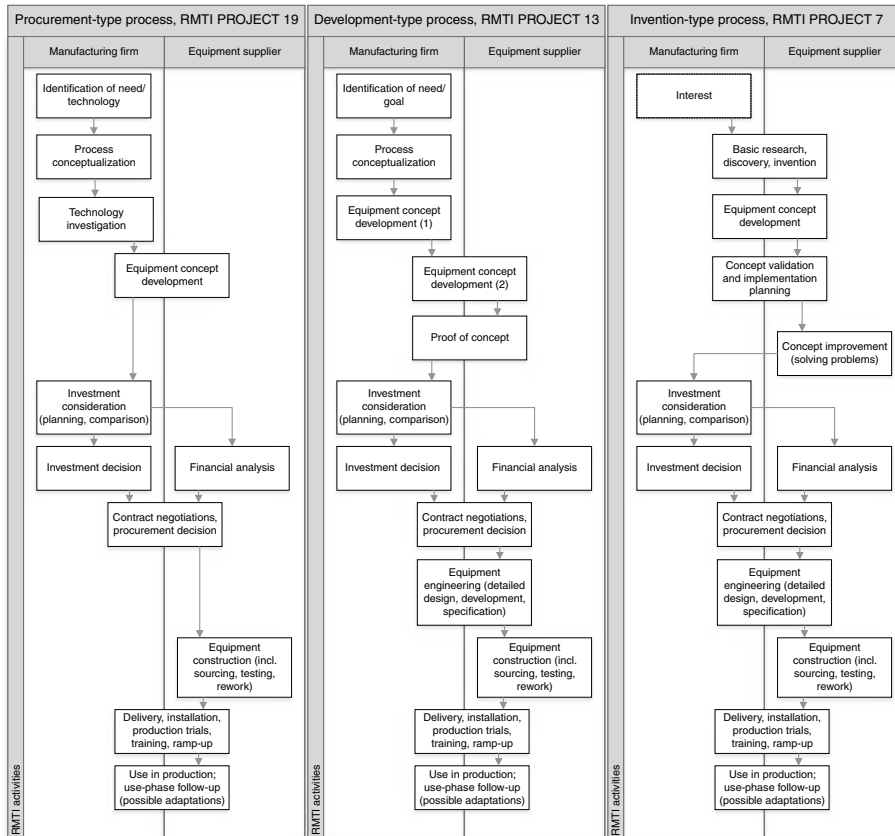 Procurement-type process, RMTI PROJECT 19
Manufacturing firm
Equipment supplier
Identification of need/
technology
Process
conceptualization
Technology
investigation
Equipment concept
development
Investment
consideration
(planning, comparison)
Investment decision
Financial analysis
Contract negotiations,
procurement decision
Equipment
construction (incl.
sourcing, testing,
rework)
Delivery, installation,
production trials,
training, ramp-up
Use in production;
use-phase follow-up
(possible adaptations)
RMTI activities
Development-type process, RMTI PROJECT 13
Manufacturing firm
Equipment supplier
Identification of need/
goal
Process
conceptualization
Equipment concept
development (1)
Equipment concept
development (2)
Proof of concept
Investment
consideration
(planning, comparison)
Investment decision
Financial analysis
Contract negotiations,
procurement decision
Equipment
engineering (detailed
design, development,
specification)
Equipment
construction (incl.
sourcing, testing,
rework)
Delivery, installation,
production trials,
training, ramp-up
Use in production;
use-phase follow-up
(possible adaptations)
RMTI activities
Invention-type process, RMTI PROJECT 7
Manufacturing firm
Equipment supplier
Interest
Basic research,
discovery, invention
Equipment concept
development
Concept validation
and implementation
planning
Concept improvement
(solving problems)
Investment
consideration
(planning, comparison)
Investment decision
Financial analysis
Contract negotiations,
procurement decision
Equipment
engineering (detailed
design, development,
specification)
Equipment
construction (incl.
sourcing, testing,
rework)
Delivery, installation,
production trials,
training, ramp-up
Use in production;
use-phase follow-up
(possible adaptations)
RMTI activities